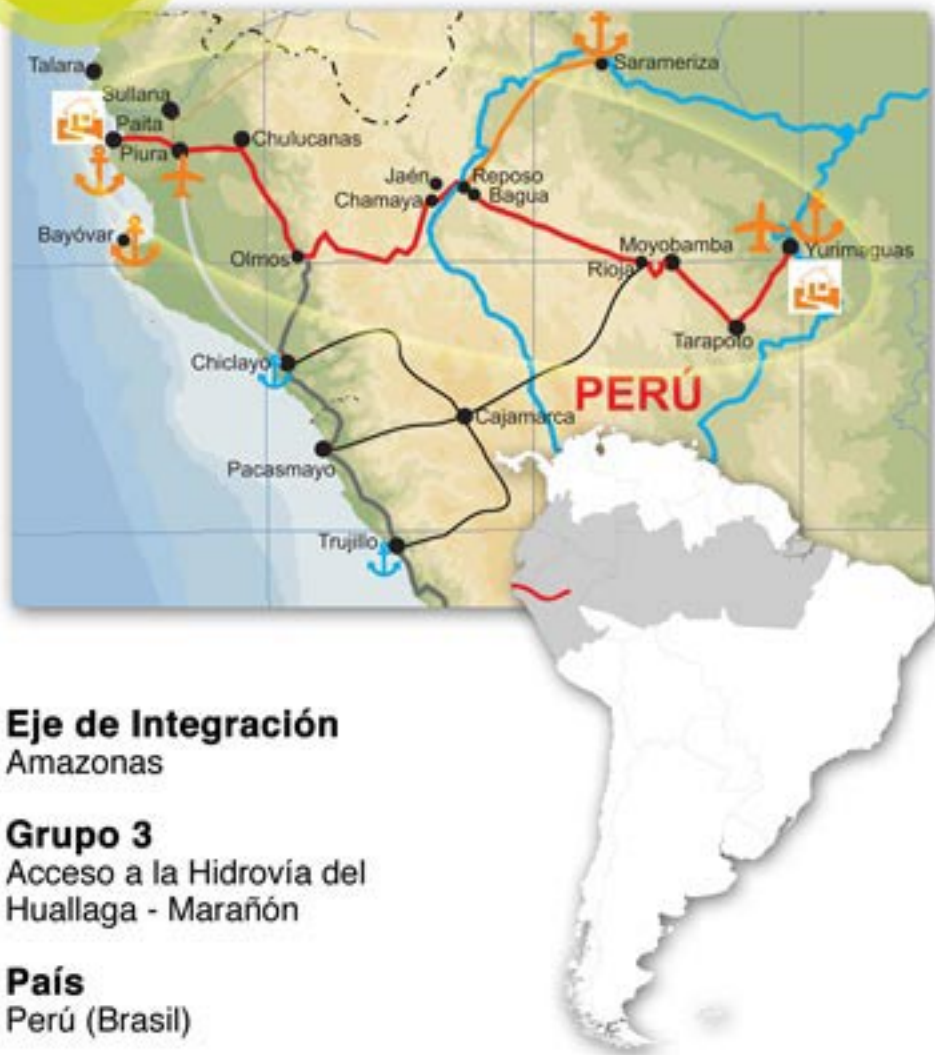 Talara
Sullana
Paita
Piura
Chulucanas
Sarameriza
Jaén
Reposo
Chamaya
Bagua
Bayóvar
Olmos
Moyobamba
Rioja
Yurimaguas
Tarapoto
Chiclayo
PERÚ
Cajamarca
Pacasmayo
Trujillo
Eje de Integración
Amazonas
Grupo 3
Acceso a la Hidrovía del
Huallaga - Marañón
País
Perú (Brasil)